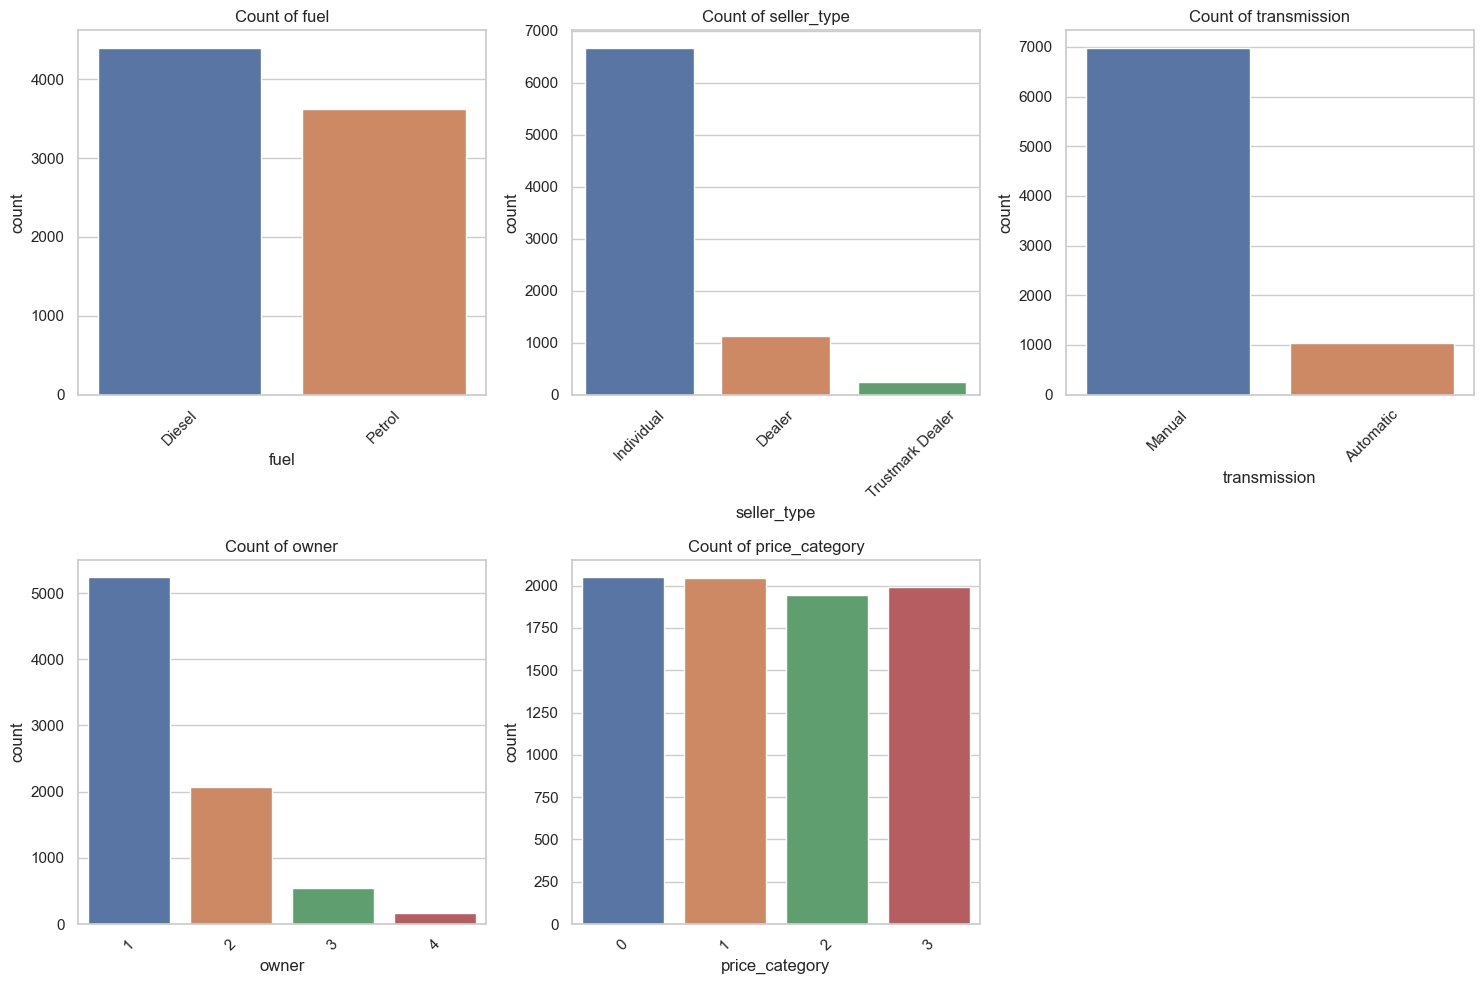 Count of fuel
count
4000
3000
2000
1000
0
Diesel
Petrol
fuel
Count of seller_type
count
7000
6000
5000
4000
3000
2000
1000
0
Individual
Dealer
Trustmark Dealer
seller_type
Count of transmission
count
7000
6000
5000
4000
3000
2000
1000
0
Manual
Automatic
transmission
Count of owner
count
5000
4000
3000
2000
1000
0
1
2
3
4
owner
Count of price_category
count
2000
1750
1500
1250
1000
750
500
250
0
0
1
2
3
price_category